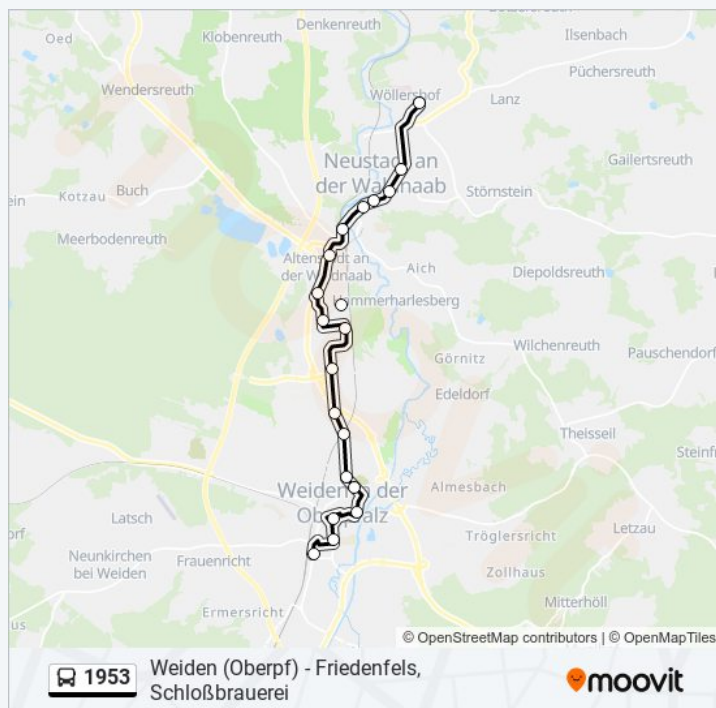 Oed
Klobenreuth
Denkenreuth
Ilsenbach
Püchersreuth
Wendersreuth
Wöllershof
Lanz
Neustadt an
der Waldnaab
Gailertsreuth
Kotzau
Buch
Störnstein
Meerbodenreuth
Altenstadt an
der Waldnaab
Aich
Diepoldsreuth
Hammerharlesberg
Wilchenreuth
Pauschendorf
Görnitz
Edeldorf
Theisseil
Weiden in der
Oberpfalz
Almesbach
Latsch
Tröglersricht
Letzau
Neunkirchen
bei Weiden
Frauenricht
Zollhaus
Ermersricht
Mitterhöll
© OpenStreetMap contributors | © OpenMapTiles
1953
Weiden (Oberpf) - Friedenfels,
Schloßbrauerei
moovit